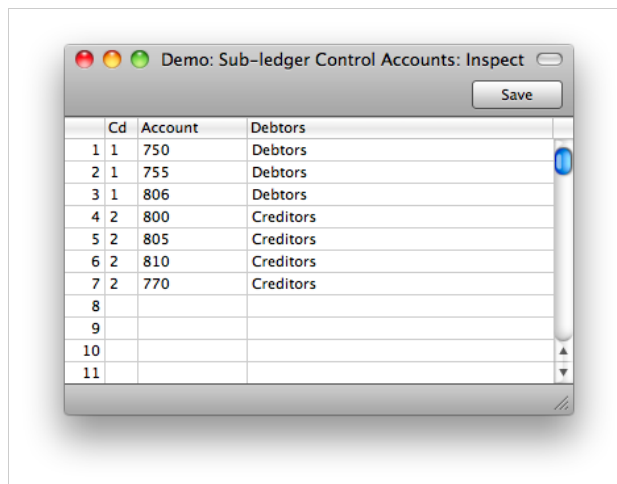 Demo: Sub-ledger Control Accounts: Inspect
Save
Cd Account Debtors
1 1 750 Debtors
2 1 755 Debtors
3 1 806 Debtors
4 2 800 Creditors
5 2 805 Creditors
6 2 810 Creditors
7 2 770 Creditors
8
9
10
11